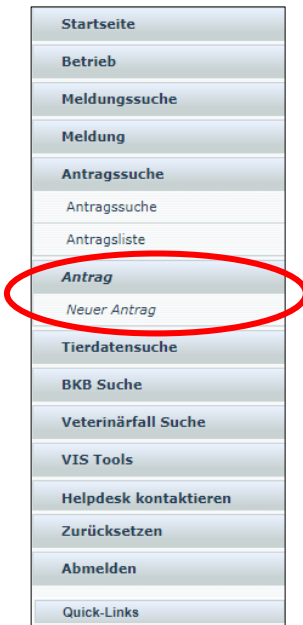 Startseite
Betrieb
Meldungssuche
Meldung
Antragssuche
Antragssuche
Antragsliste
Antrag
Neuer Antrag
Tierdatensuche
BKB Suche
Veterinärfall Suche
VIS Tools
Helpdesk kontaktieren
Zurücksetzen
Abmelden
Quick-Links